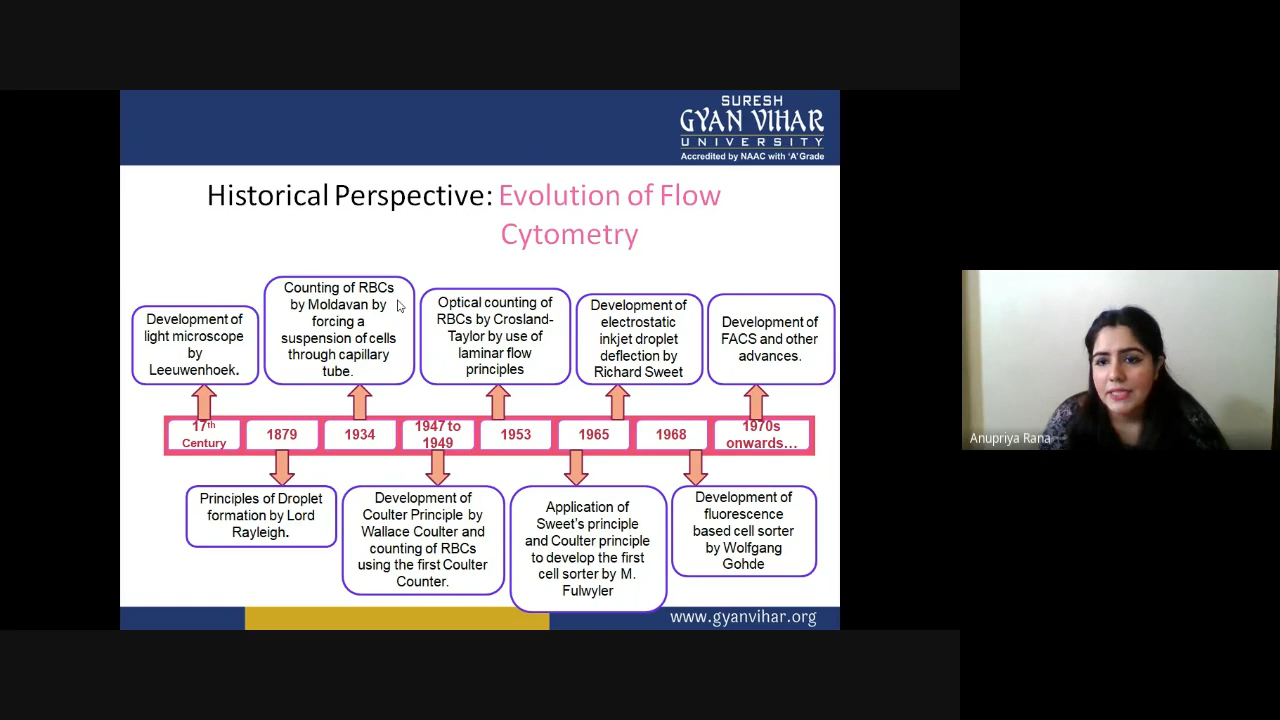 SURESH
GYAN VIHAR
UNIVERSITY
Accredited by NAAC with 'A' Grade
Historical Perspective: Evolution of Flow
Cytometry
Development of
light microscope
by
Leeuwenhoek.
Counting of RBCs
by Moldavan by
forcing a
suspension of cells
through capillary
tube.
Optical counting of
RBCs by Crosland-
Taylor by use of
laminar flow
principles
Development of
electrostatic
inkjet droplet
deflection by
Richard Sweet
Development of
FACS and other
advances.
17th
Century
1879
1934
1947 to
1949
1953
1965
1968
1970s
onwards...
Principles of Droplet
formation by Lord
Rayleigh.
Development of
Coulter Principle by
Wallace Coulter and
counting of RBCs
using the first Coulter
Counter.
Application of
Sweet's principle
and Coulter principle
to develop the first
cell sorter by M.
Fulwyler
Development of
fluorescence
based cell sorter
by Wolfgang
Gohde
www.gyanvihar.org
Anupriya Rana